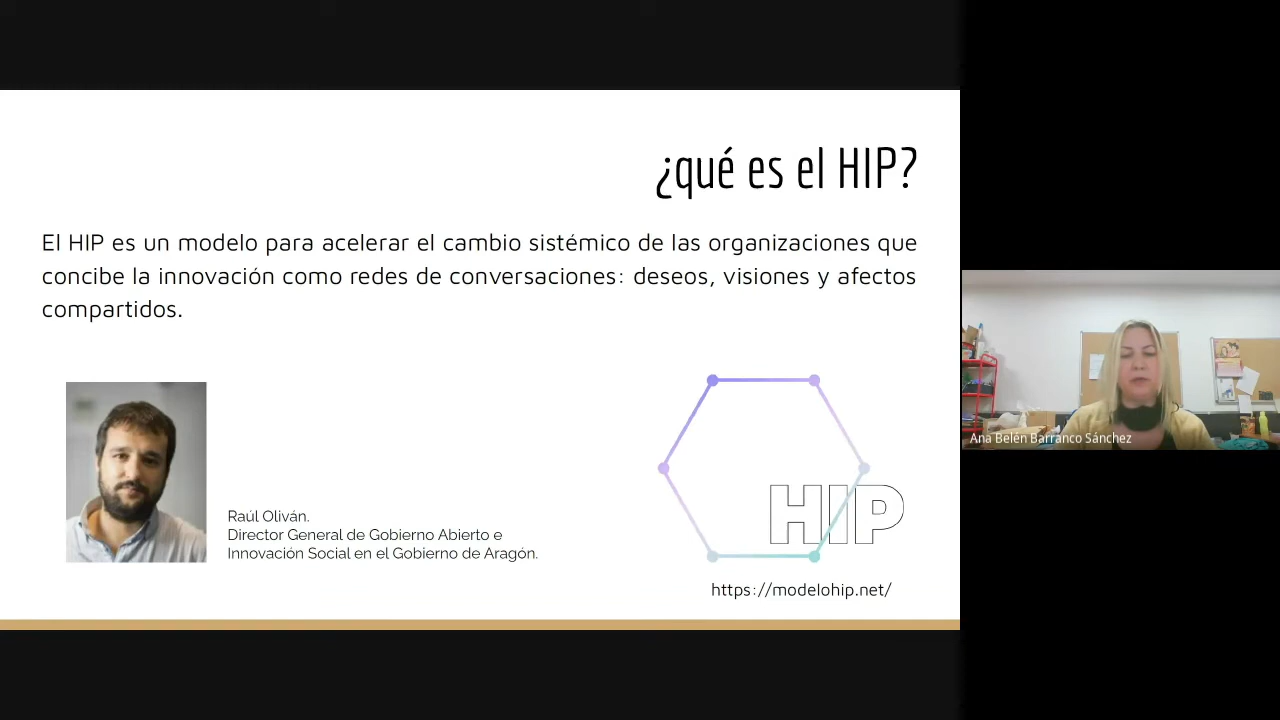 ¿qué es el HIP?
El HIP es un modelo para acelerar el cambio sistémico de las organizaciones que
concibe la innovación como redes de conversaciones: deseos, visiones y afectos
compartidos.
Raúl Oliván.
Director General de Gobierno Abierto e
Innovación Social en el Gobierno de Aragón.
HIP
https://modelohip.net/
Ana Belén Barranco Sánchez